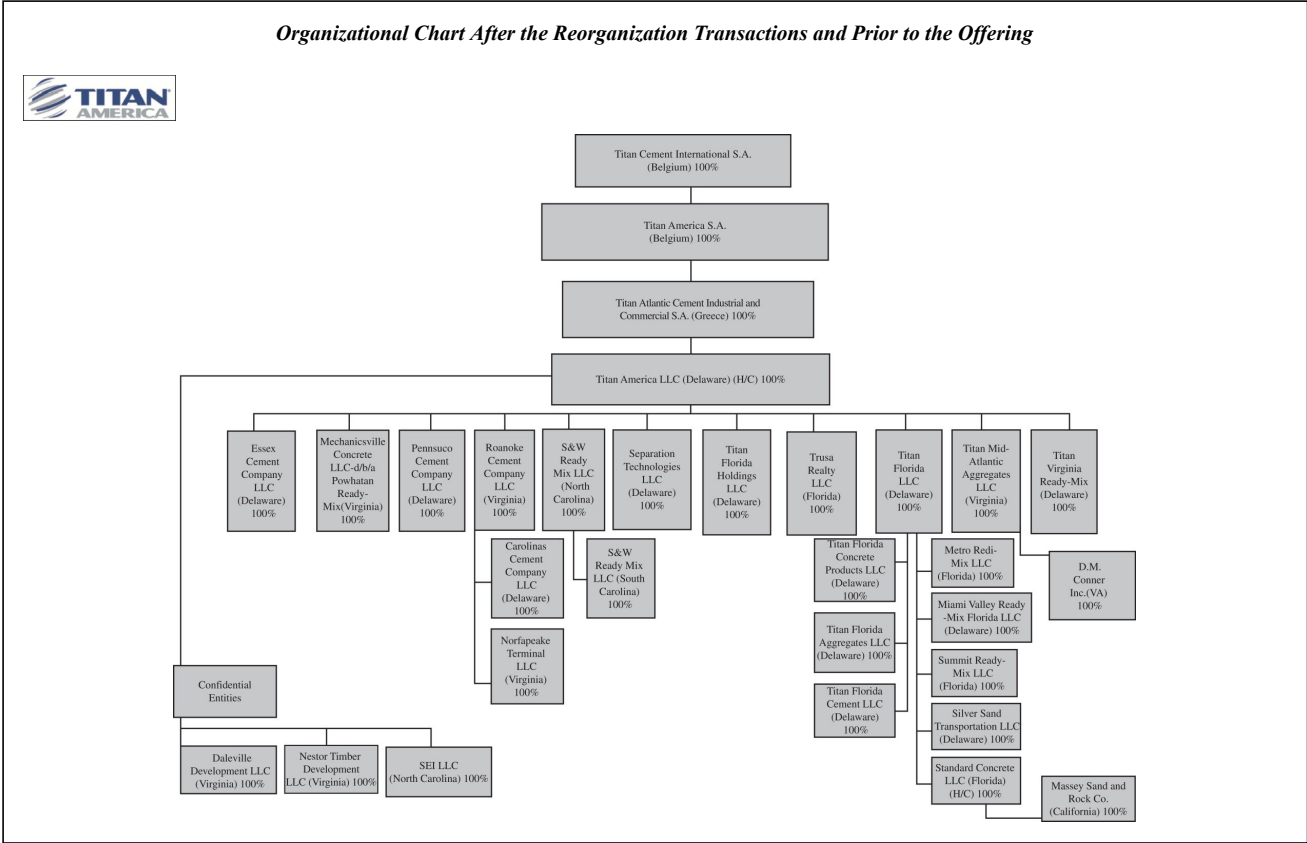 Organizational Chart After the Reorganization Transactions and Prior to the Offering
TITAN
AMERICA
Titan Cement International S.A.
(Belgium) 100%
Titan America S.A.
(Belgium) 100%
Titan Atlantic Cement Industrial and
Commercial S.A. (Greece) 100%
Titan America LLC (Delaware) (H/C) 100%
Essex
Cement
Company
LLC
(Delaware)
100%
Mechanicsville
Concrete
LLC-d/b/a
Powhatan
Ready-
Mix(Virginia)
100%
Pennsuco
Cement
Company
LLC
(Delaware)
100%
Roanoke
Cement
Company
LLC
(Virginia)
100%
S&W
Ready
Mix LLC
(North
Carolina)
100%
Separation
Technologies
LLC
(Delaware)
100%
Titan
Florida
Holdings
LLC
(Delaware)
100%
Trusa
Realty
LLC
(Florida)
100%
Titan
Florida
LLC
(Delaware)
100%
Titan Mid-
Atlantic
Aggregates
LLC
(Virginia)
100%
Titan
Virginia
Ready-Mix
(Delaware)
100%
Carolinas
Cement
Company
LLC
(Delaware)
100%
Norfapeake
Terminal
LLC
(Virginia)
100%
S&W
Ready Mix
LLC (South
Carolina)
100%
Titan Florida
Concrete
Products LLC
(Delaware)
100%
Titan Florida
Aggregates LLC
(Delaware) 100%
Titan Florida
Cement LLC
(Delaware)
100%
Metro Redi-
Mix LLC
(Florida) 100%
Miami Valley Ready
-Mix Florida LLC
(Delaware) 100%
Summit Ready-
Mix LLC
(Florida) 100%
Silver Sand
Transportation LLC
(Delaware) 100%
Standard Concrete
LLC (Florida)
(H/C) 100%
D.M.
Conner
Inc.(VA)
100%
Massey Sand and
Rock Co.
(California) 100%
Confidential
Entities
Daleville
Development LLC
(Virginia) 100%
Nestor Timber
Development
LLC (Virginia) 100%
SEI LLC
(North Carolina) 100%